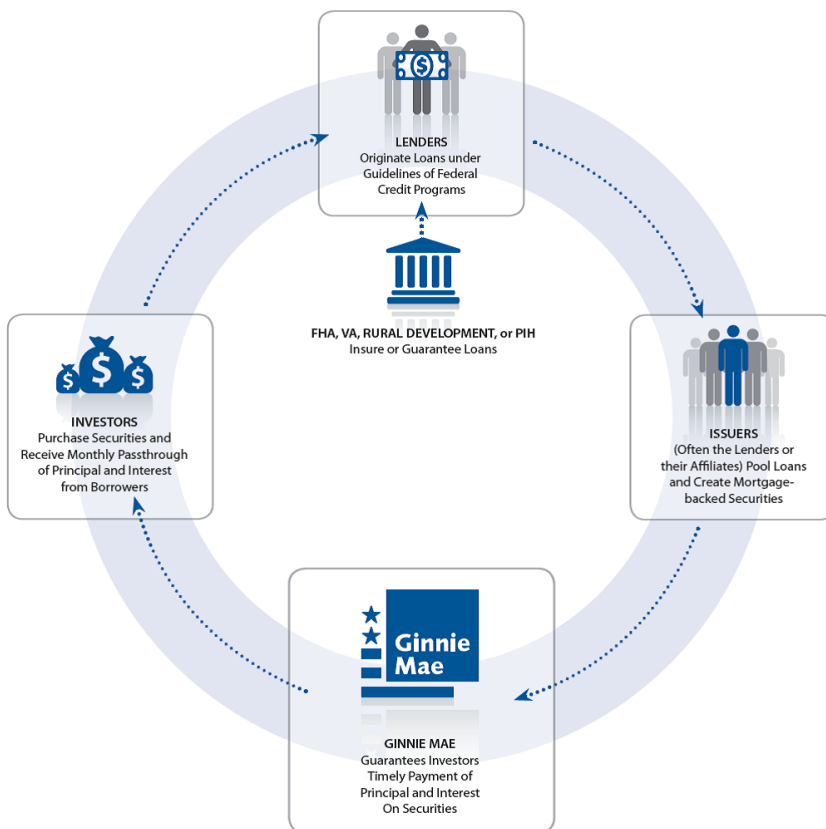 $
LENDERS
Originate Loans under
Guidelines of Federal
Credit Programs
FHA, VA, RURAL DEVELOPMENT, or PIH
Insure or Guarantee Loans
$ $ $
INVESTORS
Purchase Securities and
Receive Monthly Passthrough
of Principal and Interest
from Borrowers
ISSUERS
(Often the Lenders or
their Affiliates) Pool Loans
and Create Mortgage-
backed Securities
Ginnie
Mae
GINNIE MAE
Guarantees Investors
Timely Payment of
Principal and Interest
On Securities